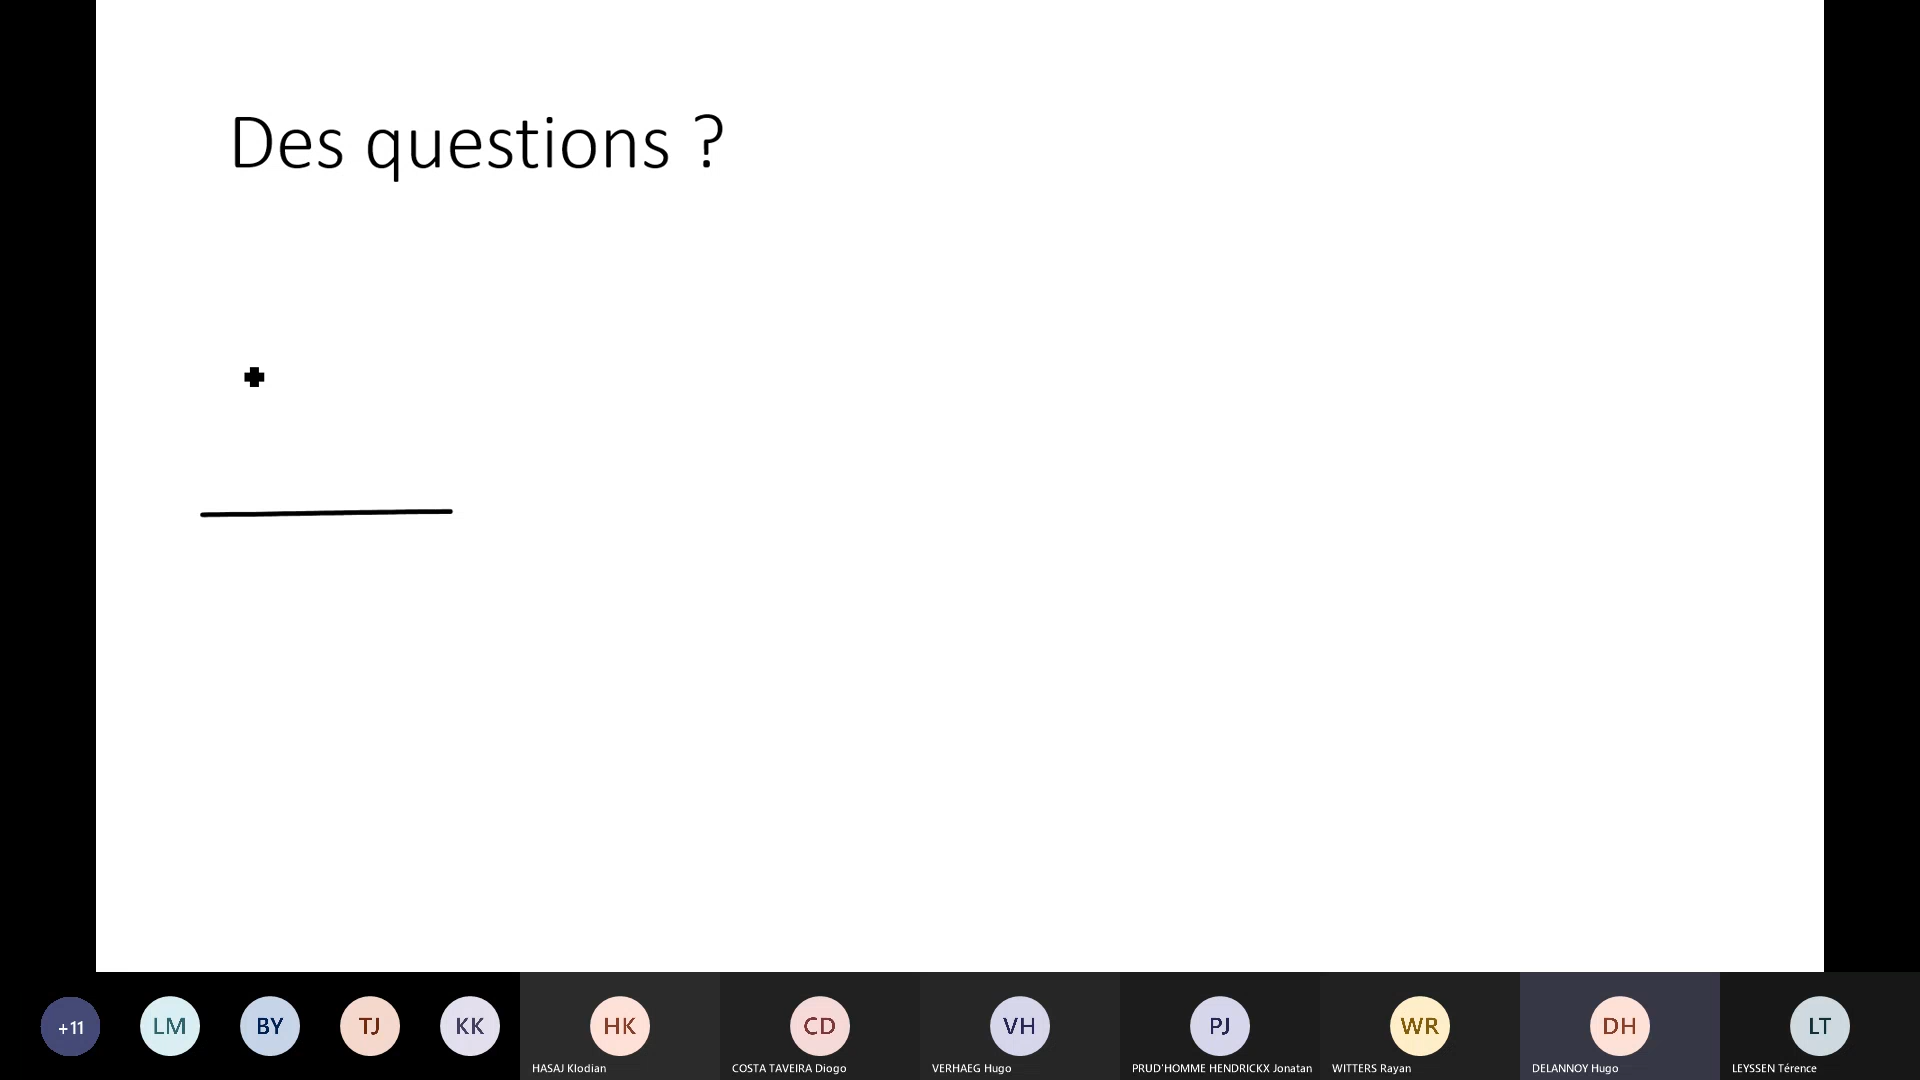 Des questions ?
+11
LM
BY
TJ
KK
HK
CD
VH
PJ
WR
DH
LT
HASAJ Klodian
COSTA TAVEIRA Diogo
VERHAEG Hugo
PRUD'HOMME HENDRICKX Jonatan
WITTERS Rayan
DELANNOY Hugo
LEYSSEN Térence